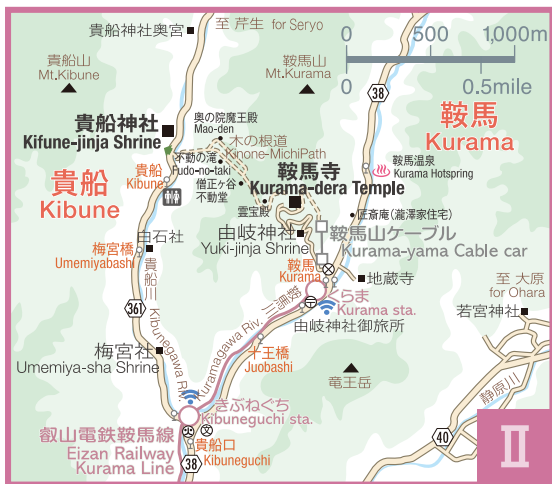 貴船神社奥宮
至 芹生 for Seryo
0 500 1,000m
0 0.5mile
貴船山
Mt.Kibune
鞍馬山
Mt.Kurama
38
貴船神社
Kifune-jinja Shrine
奥の院魔王殿
Mao-den
木の根道
Kinone-MichiPath
鞍馬
Kurama
貴船
Kibune
不動の滝
Fudo-no-taki
僧正ヶ谷
不動堂
鞍馬寺
Kurama-dera Temple
鞍馬温泉
Kurama Hotspring
貴船
Kibune
霊宝殿
匠斎庵(瀧澤家住宅)
白石社
由岐神社
Yuki-jinja Shrine
鞍馬山ケーブル
Kurama-yama Cable car
梅宮橋
Umemiyabashi
鞍馬
Kurama
地蔵寺
至 大原
for Ohara
貴船川 Kibunegawa Riv.
361
くらま
Kurama sta.
若宮神社
由岐神社御旅所
鞍馬川
Kuramagawa Riv.
梅宮社
Umemiya-sha Shrine
十王橋
Juobashi
竜王岳
静原川
きぶねぐち
Kibuneguchi sta.
叡山電鉄鞍馬線
Eizan Railway
Kurama Line
貴船口
Kibuneguchi
38
40
II